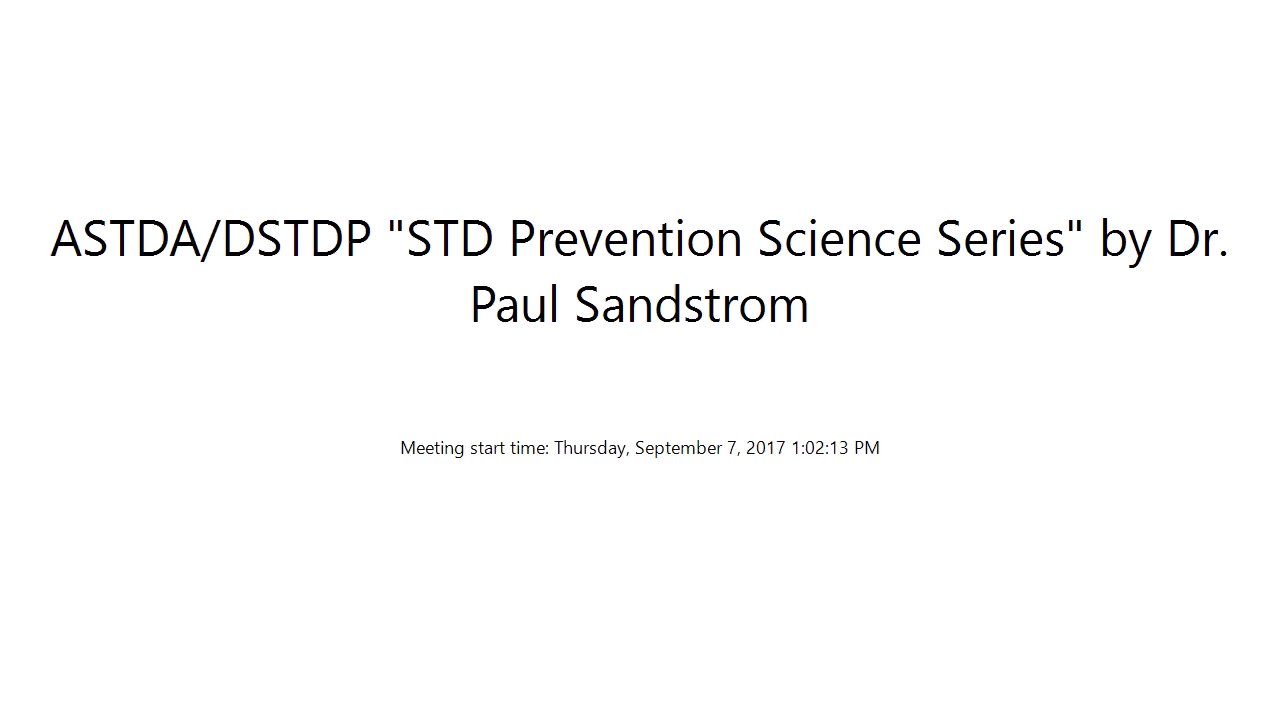 ASTDA/DSTDP "STD Prevention Science Series" by Dr.
Paul Sandstrom
Meeting start time: Thursday, September 7, 2017 1:02:13 PM